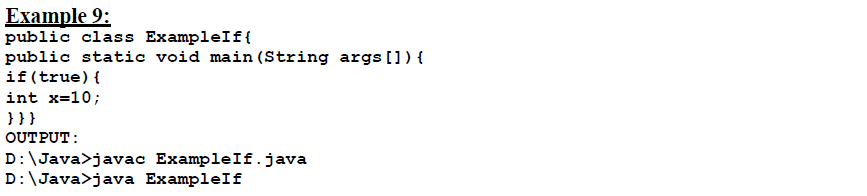 Example 9:
public class ExampleIf{
public static void main(String args[]){
if(true){
int x=10;
}}}
OUTPUT:
D:\Java>javac ExampleIf.java
D:\Java>java ExampleIf